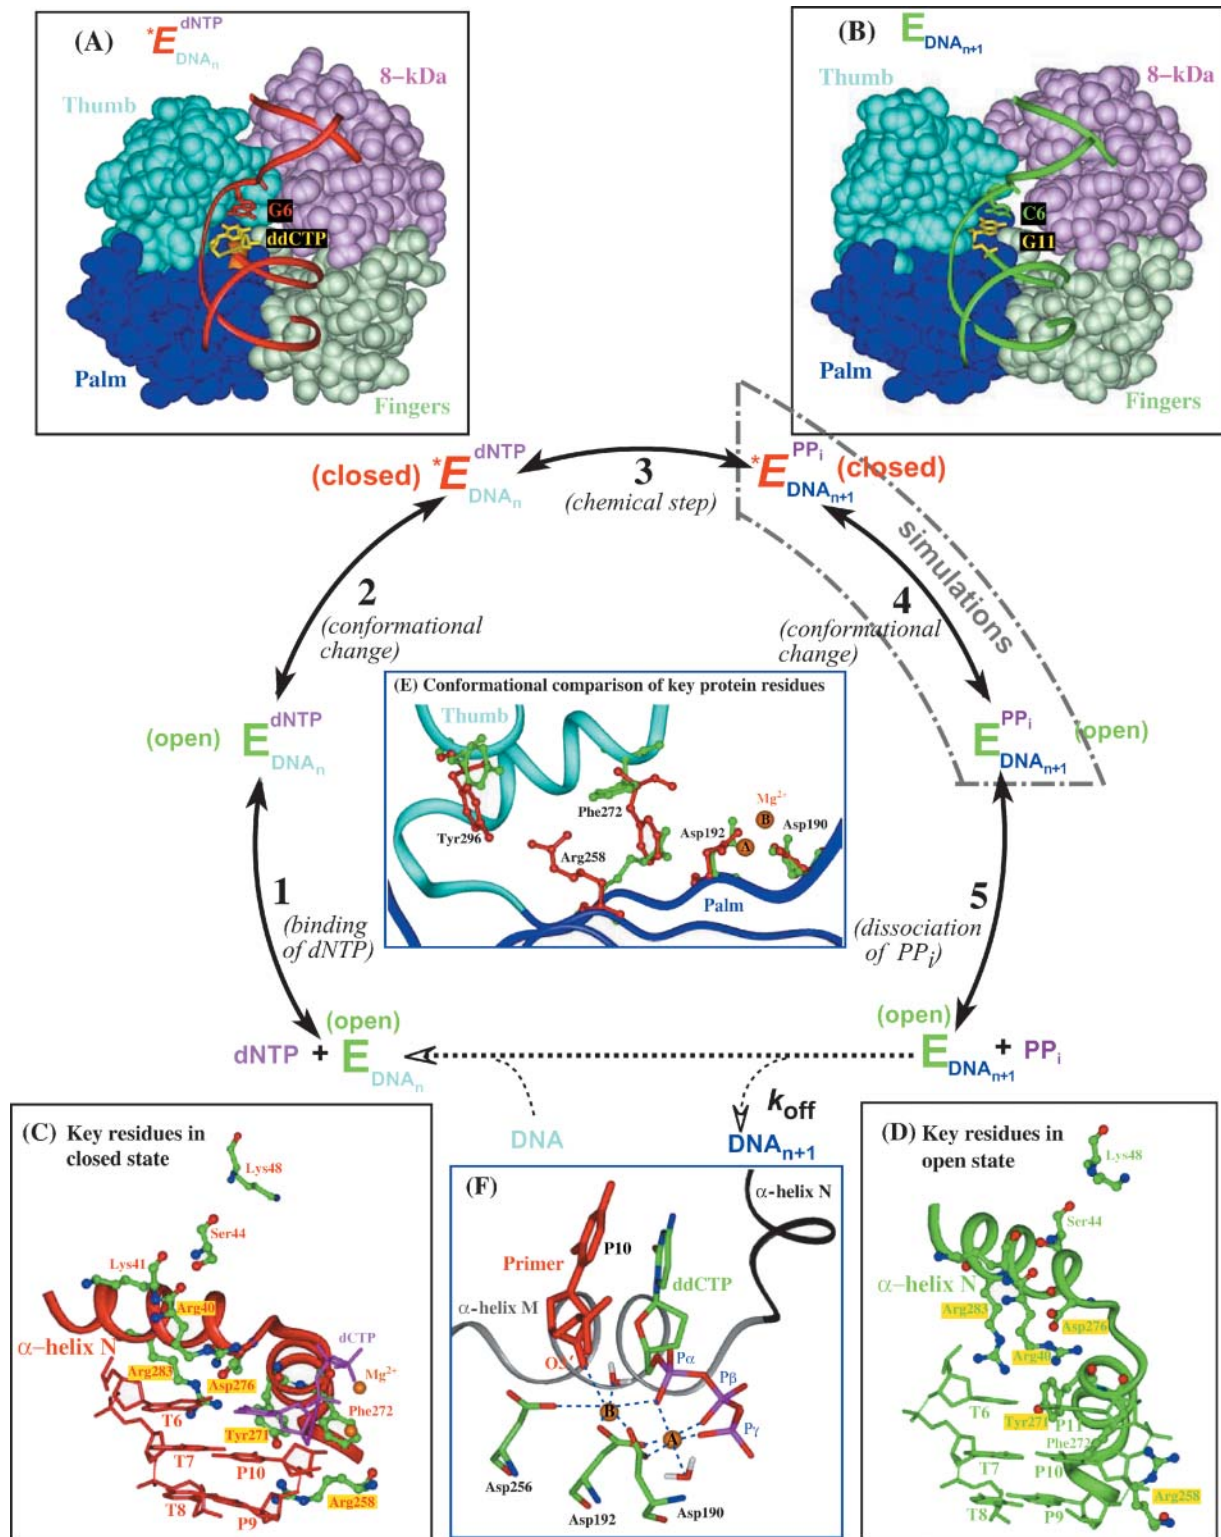 (A)
*E dNTP DNAn
8–kDa
Thumb
G6
ddCTP
Palm
Fingers
(B)
E DNAn+1
8–kDa
Thumb
C6
G11
Palm
Fingers
(closed) *E dNTP DNAn
3
(chemical step)
*E PPi DNAn+1 (closed)
simulations
2
(conformational
change)
4
(conformational
change)
(E) Conformational comparison of key protein residues
Thumb
Tyr296
Phe272
Arg258
Asp192
Mg2+
B
A
Asp190
Palm
(open) E dNTP DNAn
E PPi DNAn+1 (open)
1
(binding
of dNTP)
5
(dissociation
of PPi)
(open)
dNTP + E DNAn
(open)
E DNAn+1 + PPi
DNA
koff
DNAn+1
(C) Key residues in
closed state
Lys48
Ser44
Lys41
Arg40
α–helix N
dCTP
Mg2+
Arg283
Asp276
Phe272
T6
Tyr271
T7
P10
Arg258
T8
P9
(F)
α-helix N
P10
Primer
ddCTP
α-helix M
O3'
Pα
Pβ
B
Pγ
A
Asp256
Asp192
Asp190
(D) Key residues in
open state
Lys48
Ser44
α–helix N
Arg283
Asp276
Arg40
T6
Tyr271
P11
Phe272
T7
P10
Arg258
T8
P9